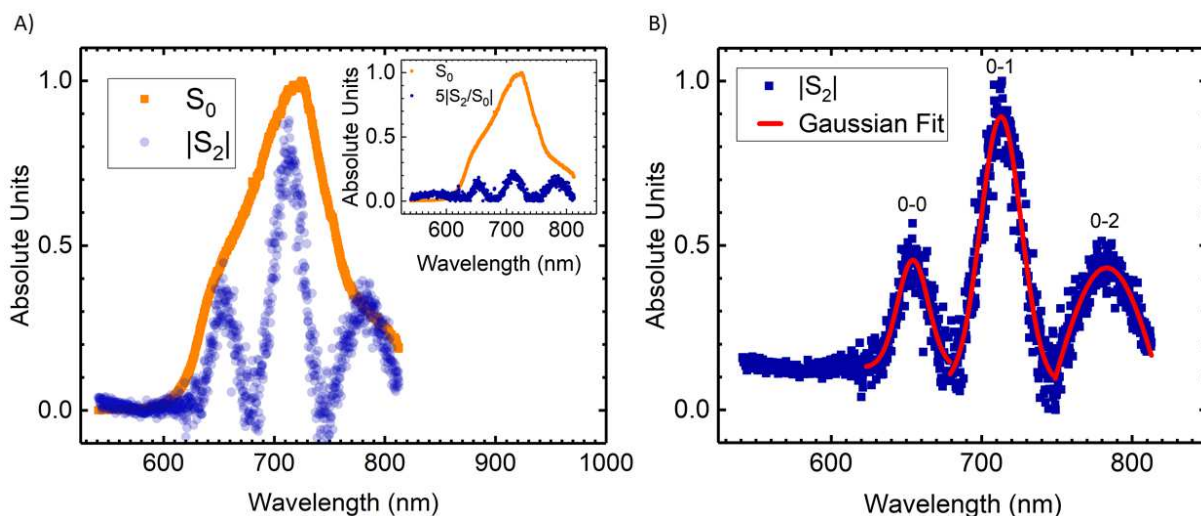 A)
S0
|S2|
Absolute Units
1.0
0.5
0.0
600
700
800
900
1000
Wavelength (nm)
S0
5|S2/S0|
Absolute Units
1.0
0.5
0.0
600
700
800
Wavelength (nm)
B)
|S2|
Gaussian Fit
0-0
0-1
0-2
Absolute Units
1.0
0.5
0.0
600
700
800
Wavelength (nm)